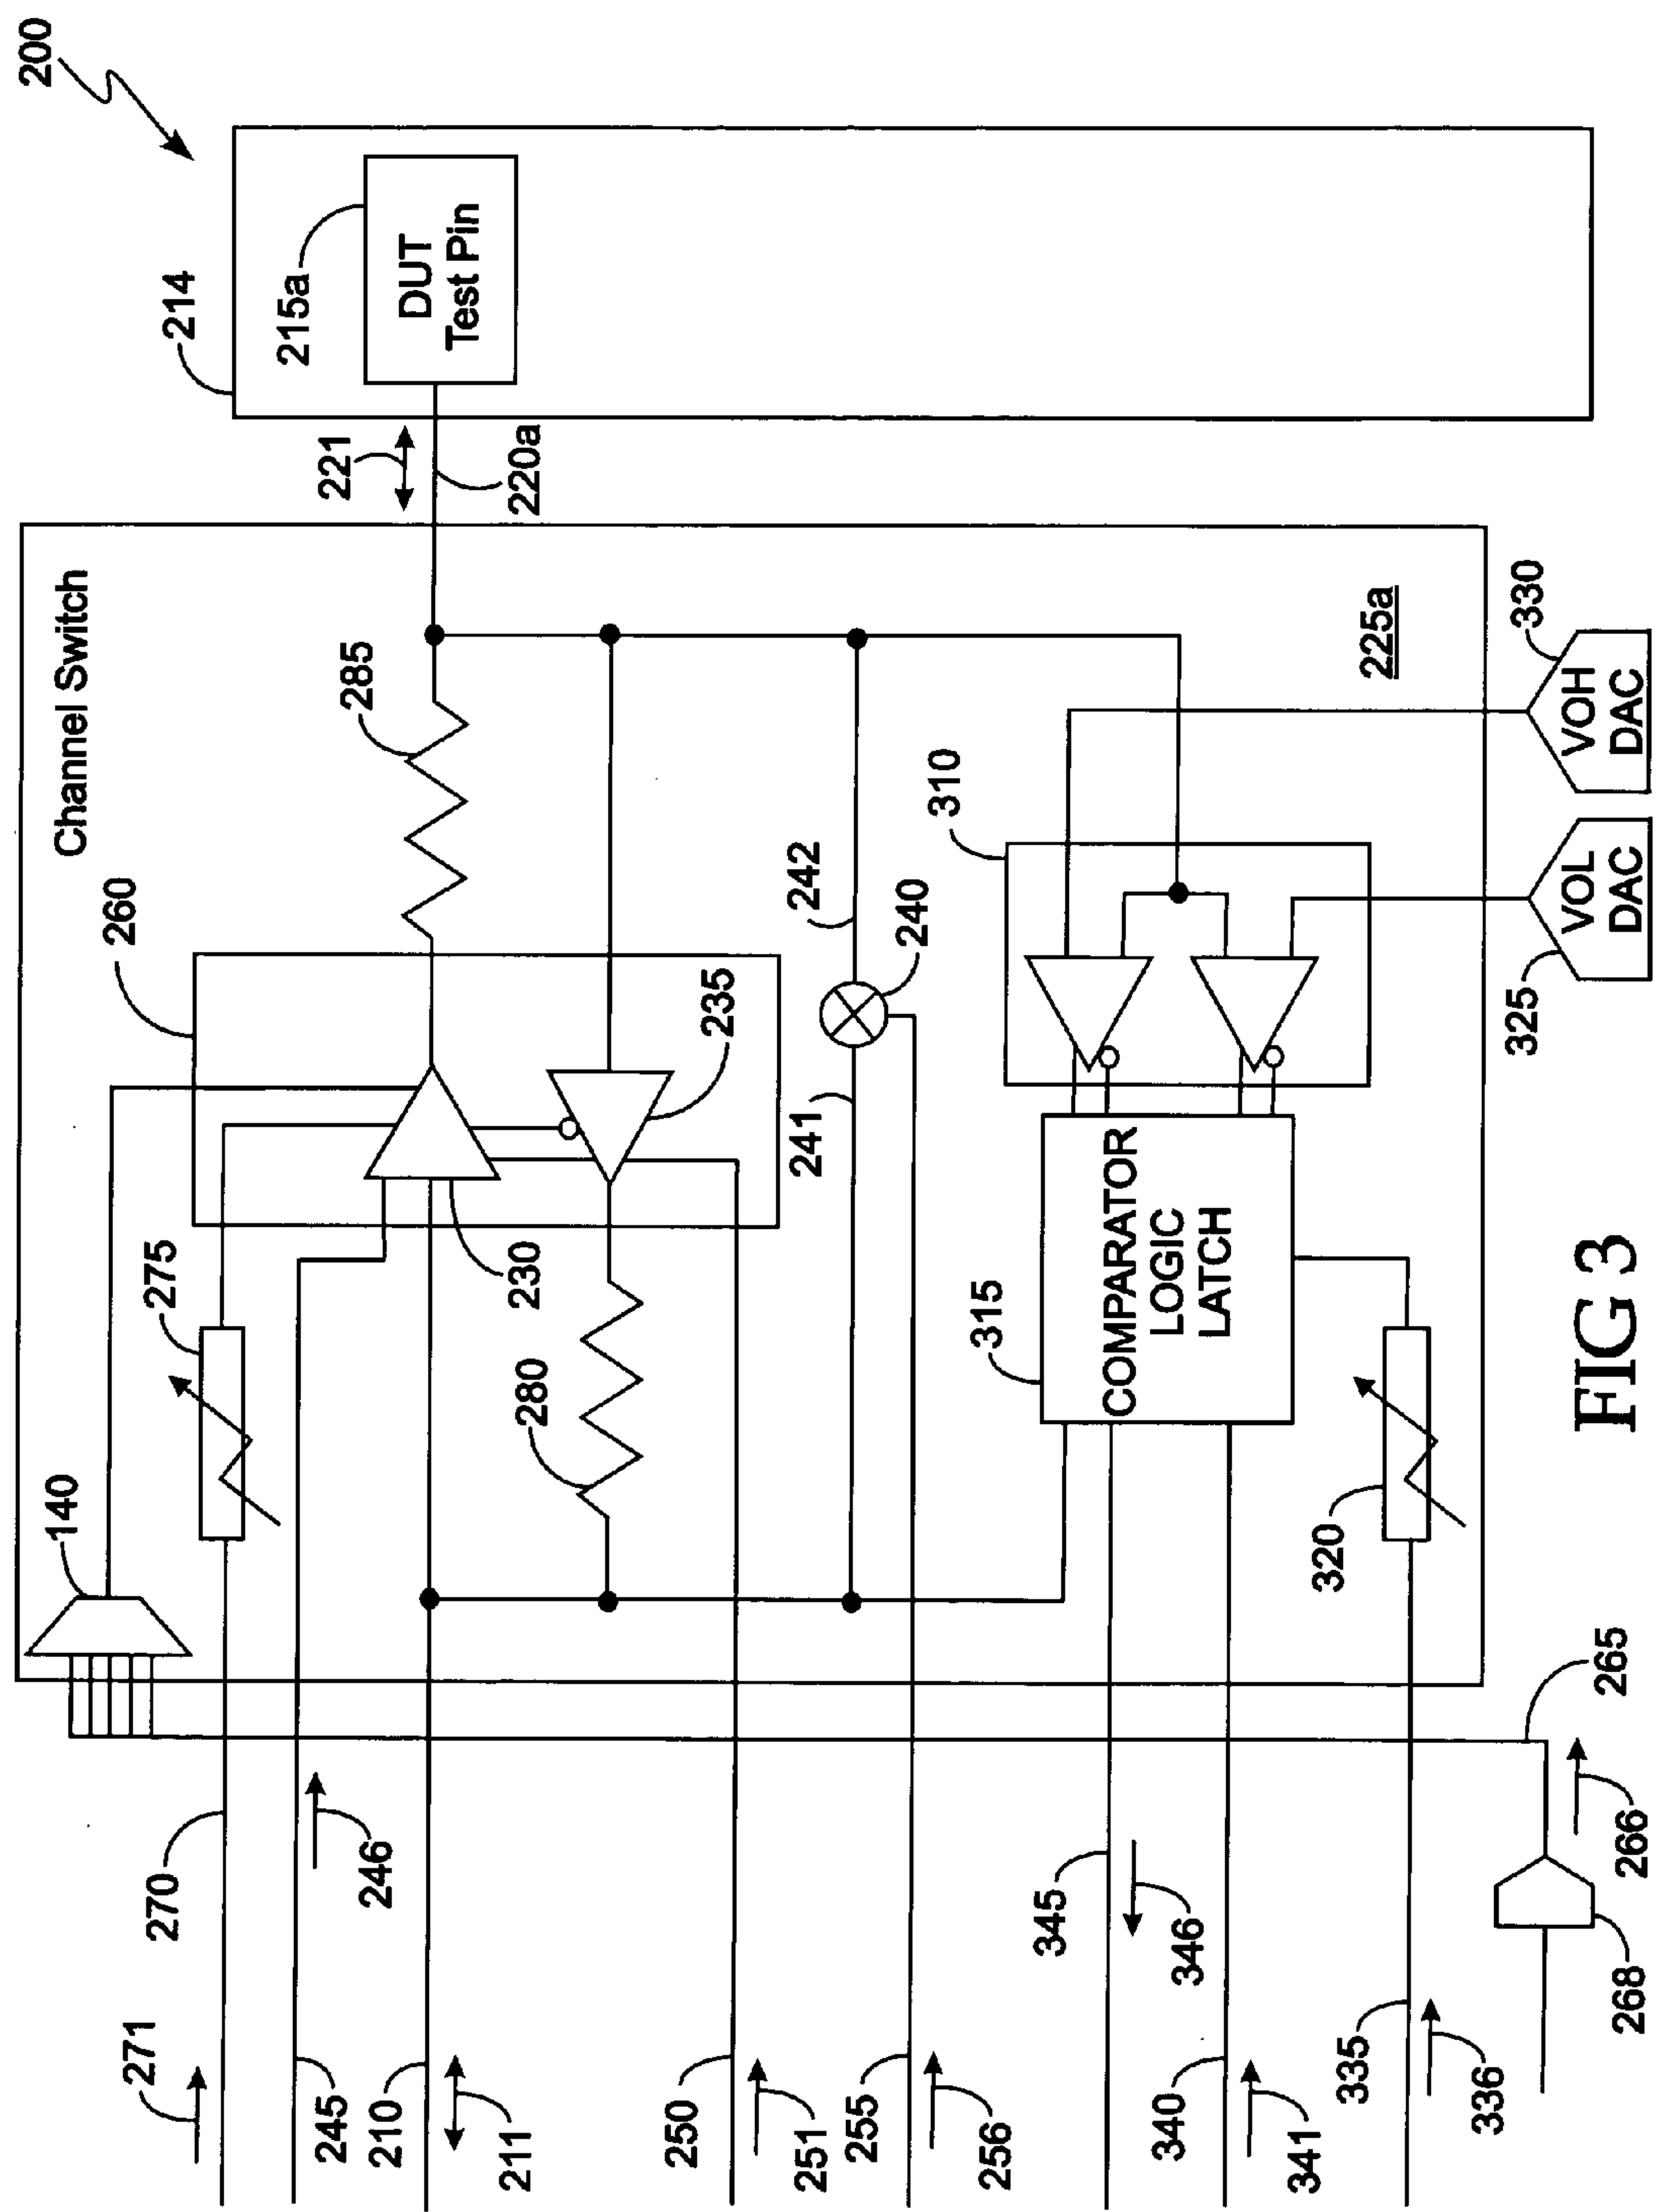 200
214
215a
DUT
Test Pin
221
220a
Channel Switch
285
260
235
230
275
280
140
242
240
241
310
315
COMPARATOR
LOGIC
LATCH
320
225a
330
VOH
DAC
VOL
DAC
325
265
266
268
270
271
246
245
210
211
250
251
255
256
345
346
340
341
335
336
FIG 3